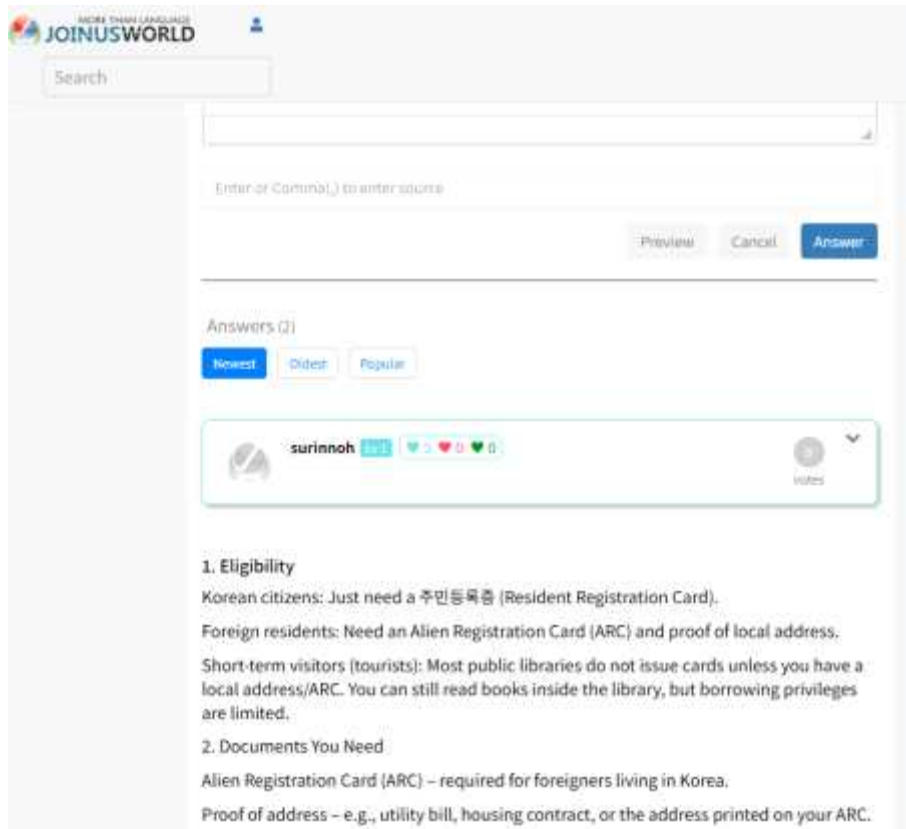 MORE THAN LANGUAGE
JOINUSWORLD
Search
Enter or Comma(,) to enter source
Preview Cancel Answer
Answers (2)
Newest Oldest Popular
surinnoh 0 0
votes
1. Eligibility
Korean citizens: Just need a 주민등록증 (Resident Registration Card).
Foreign residents: Need an Alien Registration Card (ARC) and proof of local address.
Short-term visitors (tourists): Most public libraries do not issue cards unless you have a
local address/ARC. You can still read books inside the library, but borrowing privileges
are limited.
2. Documents You Need
Alien Registration Card (ARC) – required for foreigners living in Korea.
Proof of address – e.g., utility bill, housing contract, or the address printed on your ARC.